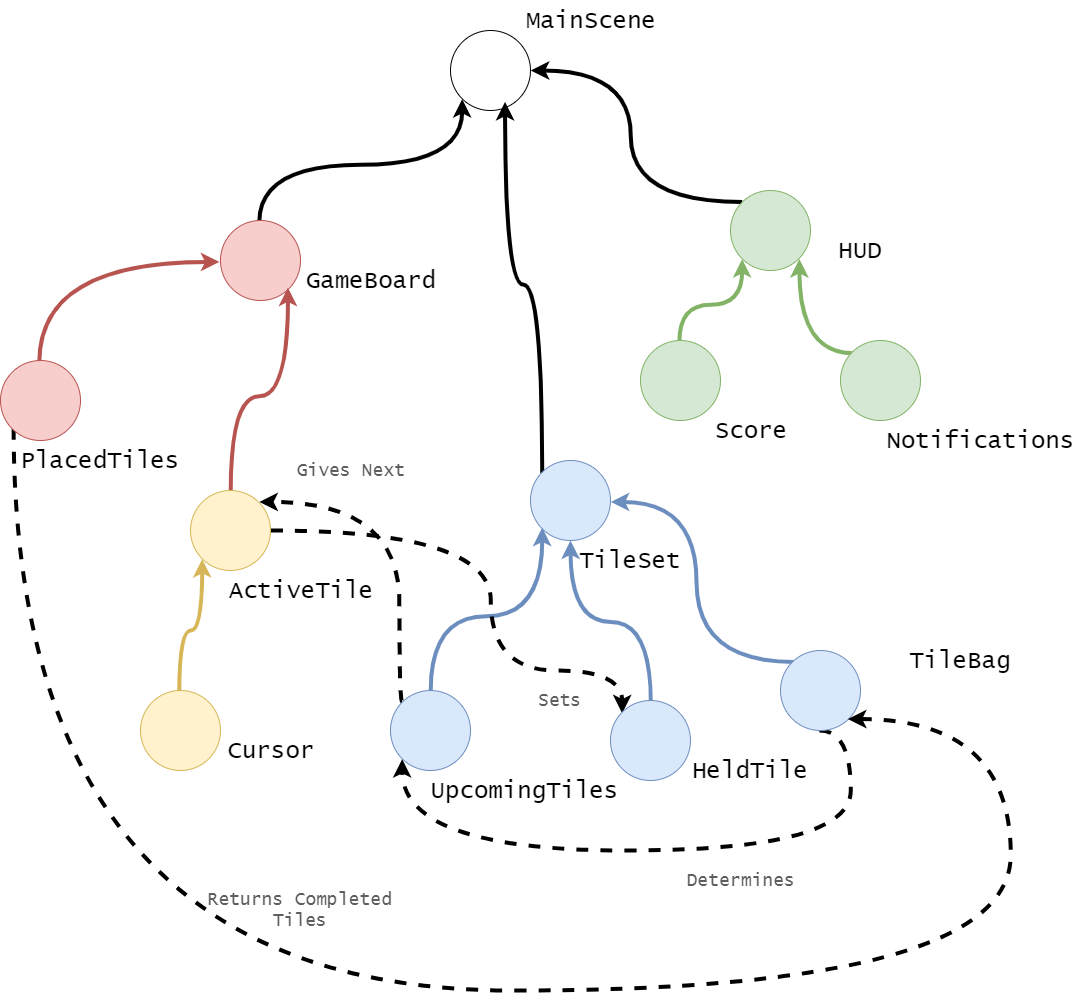 MainScene
HUD
GameBoard
Score
Notifications
PlacedTiles
Gives Next
TileSet
ActiveTile
TileBag
Sets
Cursor
HeldTile
UpcomingTiles
Determines
Returns Completed
Tiles